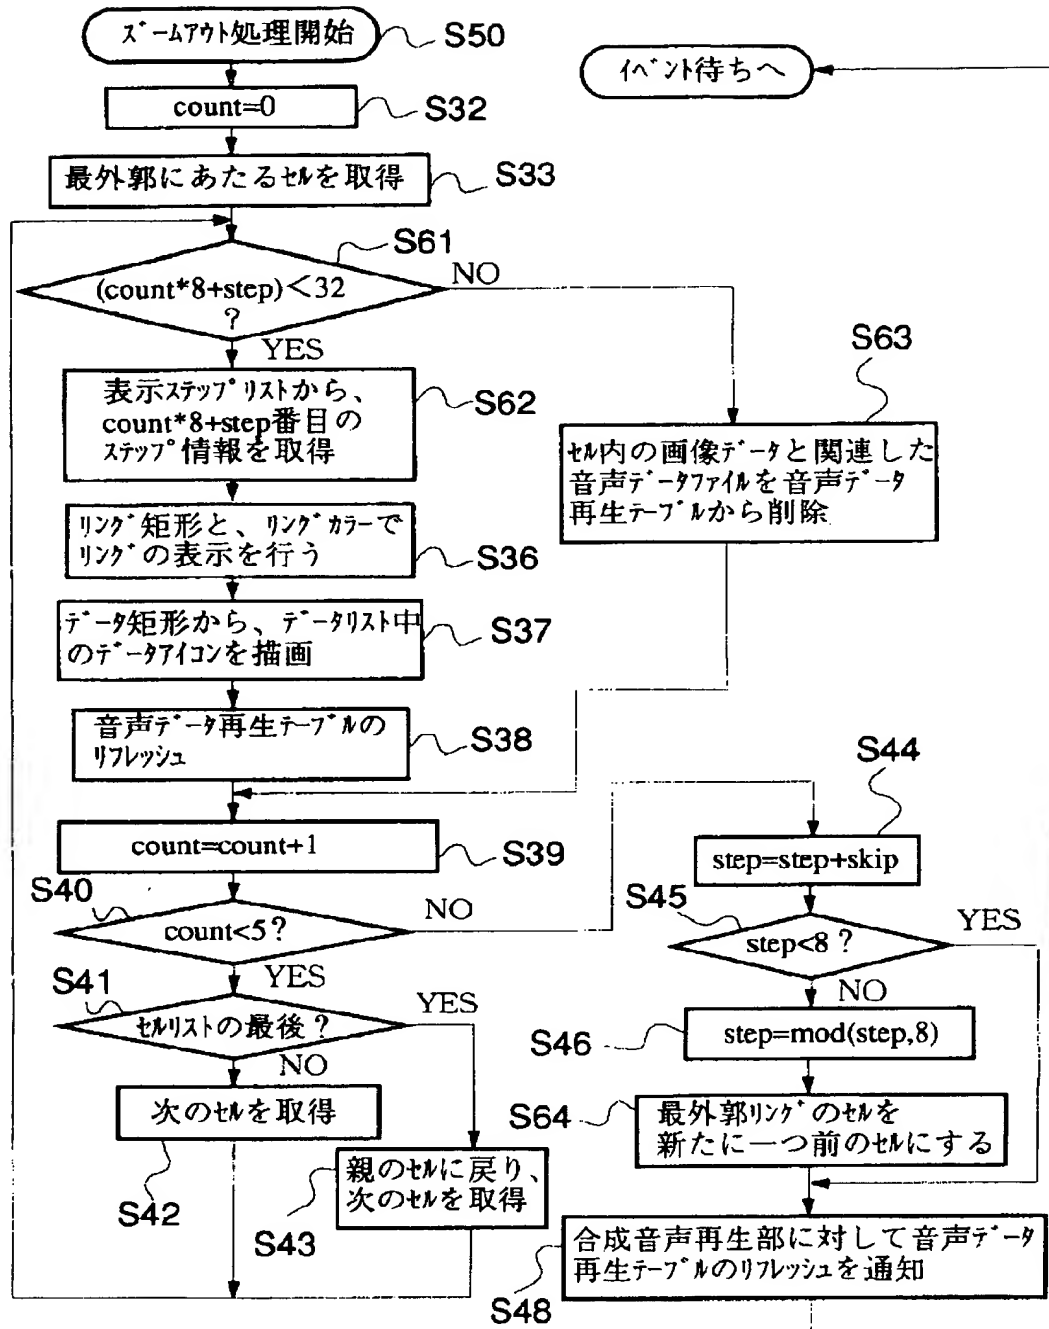 ズームアウト処理開始
S50
イベント待ちへ
count=0
S32
最外郭にあたるセルを取得
S33
S61
(count*8+step)<32
?
NO
YES
表示ステップリストから、
count*8+step番目の
ステップ情報を取得
S62
S63
セル内の画像データと関連した
音声データファイルを音声データ
再生テーブルから削除
リング矩形と、リングカラーで
リングの表示を行う
S36
データ矩形から、データリスト中
のデータアイコンを描画
S37
音声データ再生テーブルの
リフレッシュ
S38
count=count+1
S39
S40
count<5?
NO
YES
S41
セルリストの最後?
YES
NO
次のセルを取得
S42
親のセルに戻り、
次のセルを取得
S43
S44
step=step+skip
S45
step<8?
YES
NO
step=mod(step,8)
S46
S64
最外郭リングのセルを
新たに一つ前のセルにする
合成音声再生部に対して音声データ
再生テーブルのリフレッシュを通知
S48